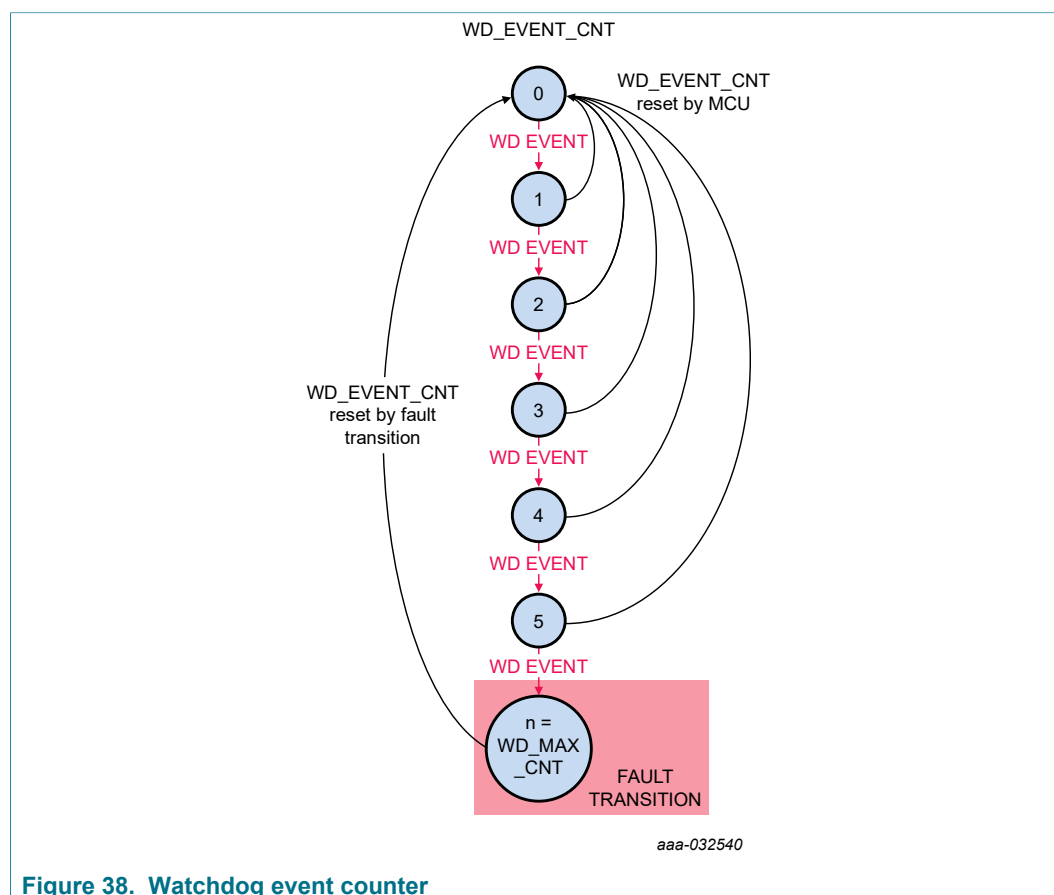 WD_EVENT_CNT
0
WD_EVENT_CNT
reset by MCU
WD EVENT
1
WD EVENT
2
WD EVENT
WD_EVENT_CNT
reset by fault
transition
3
WD EVENT
4
WD EVENT
5
WD EVENT
n =
WD_MAX
_CNT
FAULT
TRANSITION
aaa-032540
Figure 38. Watchdog event counter